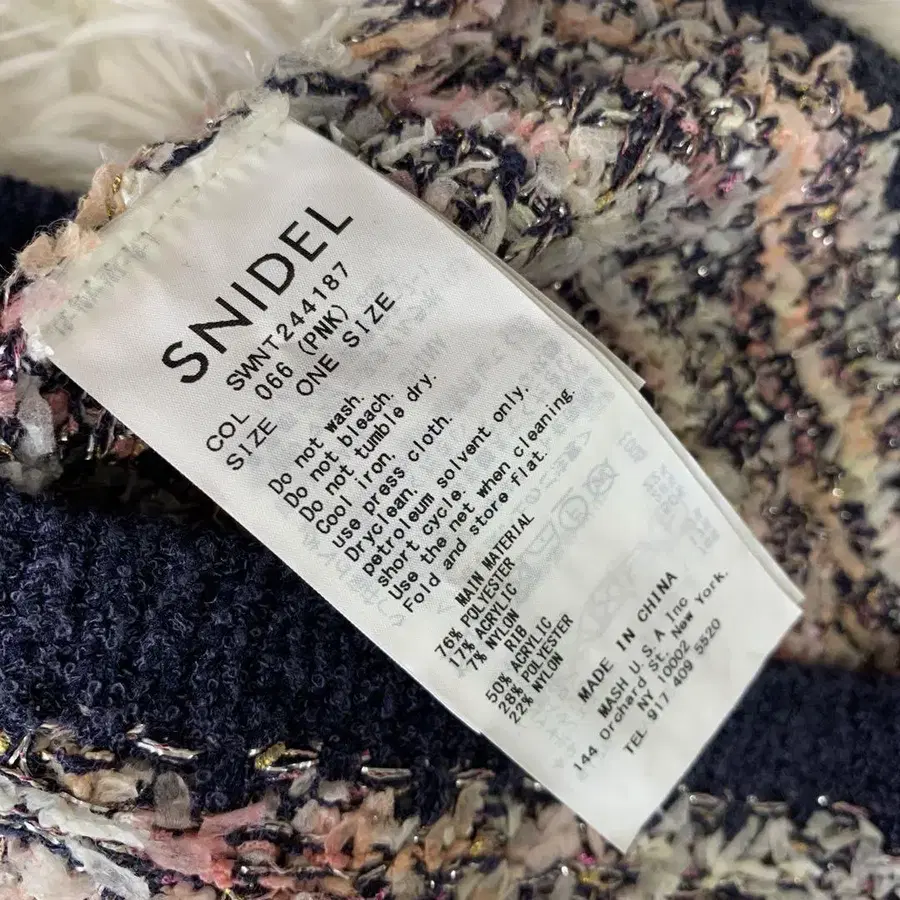 SNIDEL
SWNT244187
COL 066 (PNK)
SIZE ONE SIZE
Do not wash.
Do not bleach.
Do not tumble dry.
Cool iron.
use press cloth.
Dryclean.
petroleum solvent only.
short cycle.
Use the net when cleaning.
Fold and store flat.
MAIN MATERIAL
76% POLYESTER
17% ACRYLIC
7% NYLON
RIB
50% ACRYLIC
28% POLYESTER
22% NYLON
MADE IN CHINA
MASH U.S.A Inc
144 Orchard St. New York.
NY 10002
TEL 917 409 5520